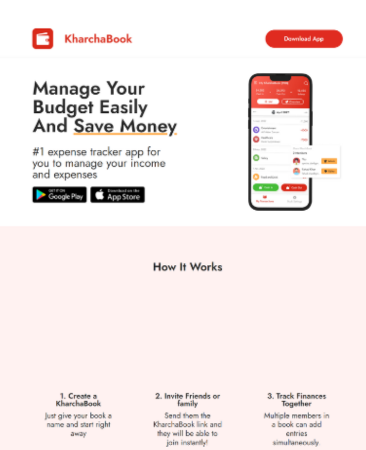 KharchaBook
Download App
Manage Your
Budget Easily
And Save Money
#1 expense tracker app for
you to manage your income
and expenses
GET IT ON
Google Play
Download on the
App Store
How It Works
1. Create a
KharchaBook
Just give your book a
name and start right
away
2. Invite Friends or
family
Send them the
KharchaBook link and
they will be able to
join instantly!
3. Track Finances
Together
Multiple members in
a book can add
entries
simultaneously